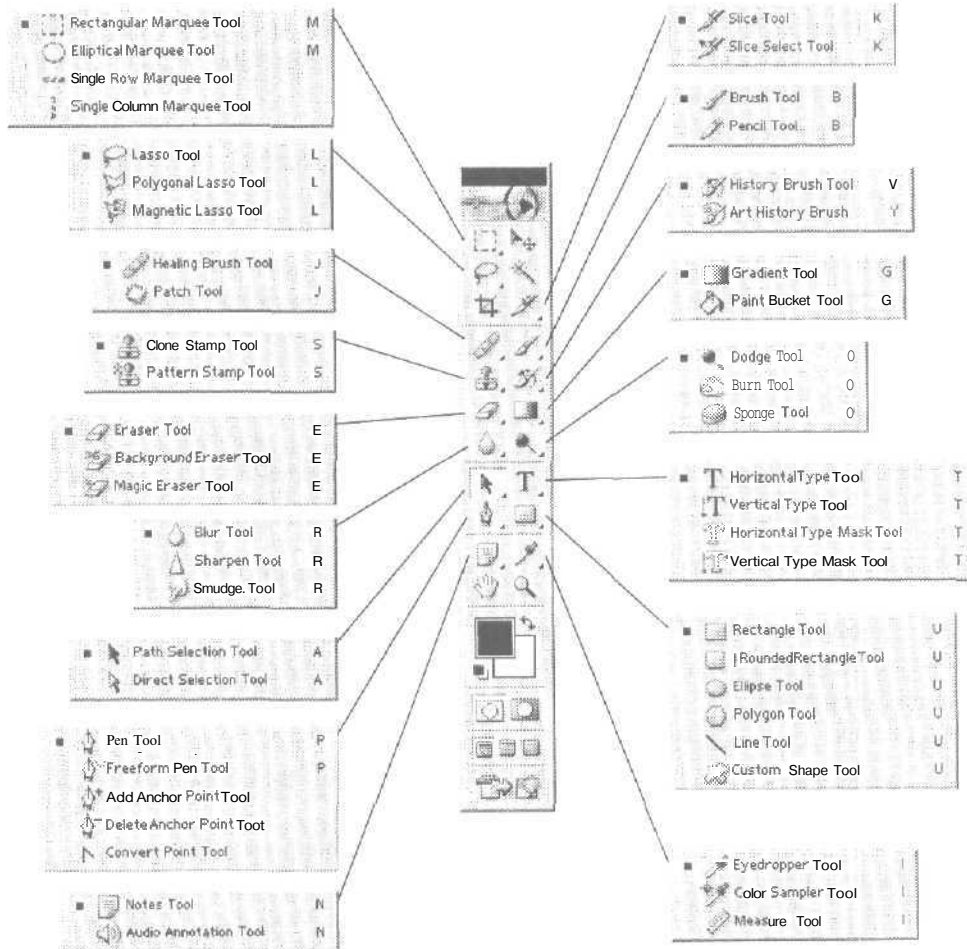 Rectangular Marquee Tool M
Elliptical Marquee Tool M
Single Row Marquee Tool
Single Column Marquee Tool
Lasso Tool L
Polygonal Lasso Tool L
Magnetic Lasso Tool L
Healing Brush Tool J
Patch Tool J
Clone Stamp Tool S
Pattern Stamp Tool S
Eraser Tool E
Background Eraser Tool E
Magic Eraser Tool E
Blur Tool R
Sharpen Tool R
Smudge. Tool R
Path Selection Tool A
Direct Selection Tool A
Pen Tool P
Freeform Pen Tool P
Add Anchor Point Tool
Delete Anchor Point Toot
Convert Point Tool
Notes Tool N
Audio Annotation Tool N
Slice Tool K
Slice Select Tool K
Brush Tool B
Pencil Tool.. B
History Brush Tool V
Art History Brush Y
Gradient Tool G
Paint Bucket Tool G
Dodge Tool O
Burn Tool O
Sponge Tool O
HorizontalType Tool T
Vertical Type Tool T
Horizontal Type Mask Tool T
Vertical Type Mask Tool T
Rectangle Tool U
|RoundedRectangleTool U
Ellipse Tool U
Polygon Tool U
Line Tool U
Custom Shape Tool U
Eyedropper Tool I
Color Sampler Tool I
Measure Tool I